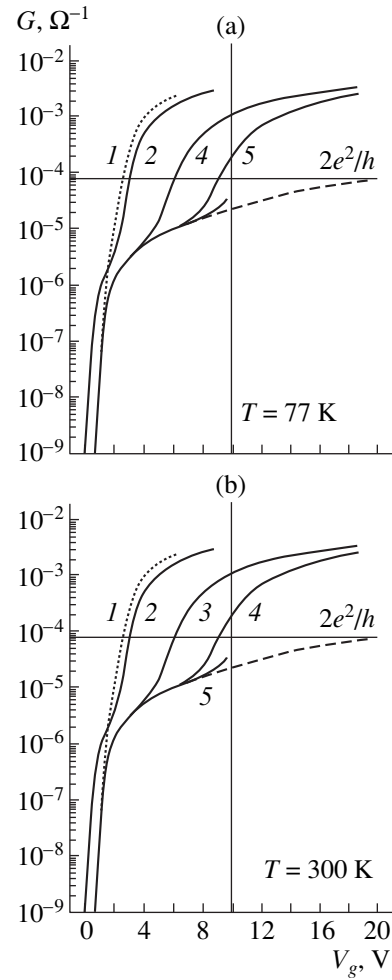 G, Ω⁻¹
(a)
10⁻²
10⁻³
1 2 4 5
2e²/h
10⁻⁴
10⁻⁵
10⁻⁶
10⁻⁷
10⁻⁸
T = 77 K
10⁻⁹
(b)
10⁻²
10⁻³
1 2 3 4
2e²/h
10⁻⁴
10⁻⁵
5
10⁻⁶
10⁻⁷
10⁻⁸
T = 300 K
10⁻⁹
0 4 8 12 16 20
V_g, V